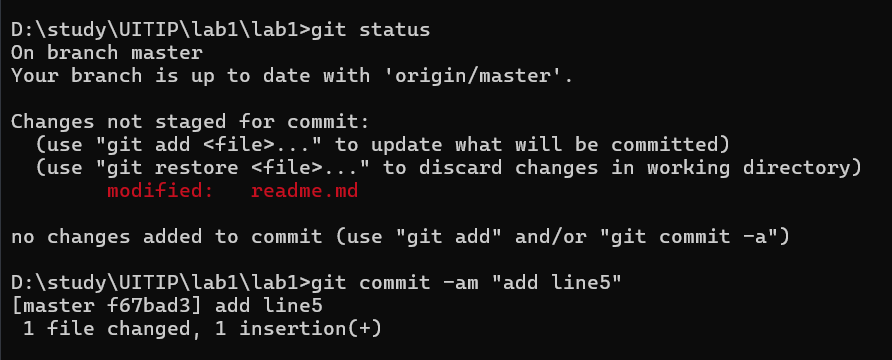 D:\study\UITIP\lab1\lab1>git status
On branch master
Your branch is up to date with 'origin/master'.

Changes not staged for commit:
  (use "git add <file>..." to update what will be committed)
  (use "git restore <file>..." to discard changes in working directory)
        modified:   readme.md

no changes added to commit (use "git add" and/or "git commit -a")

D:\study\UITIP\lab1\lab1>git commit -am "add line5"
[master f67bad3] add line5
 1 file changed, 1 insertion(+)